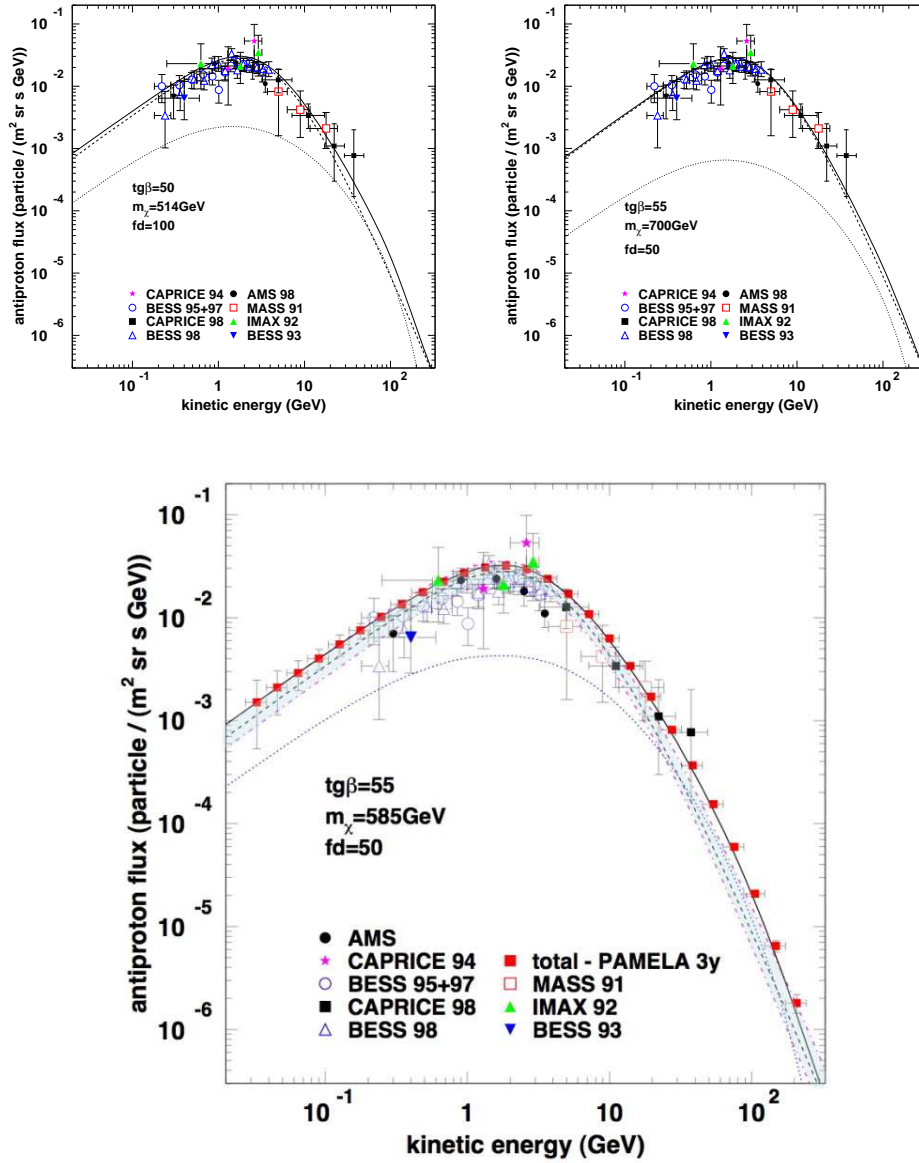 antiproton flux (particle / (m² sr s GeV))
10⁻¹
10⁻²
10⁻³
10⁻⁴
10⁻⁵
10⁻⁶
tgβ=50
m_χ=514GeV
fd=100
CAPRICE 94
BESS 95+97
CAPRICE 98
BESS 98
AMS 98
MASS 91
IMAX 92
BESS 93
10⁻¹ 1 10 10²
kinetic energy (GeV)
antiproton flux (particle / (m² sr s GeV))
10⁻¹
10⁻²
10⁻³
10⁻⁴
10⁻⁵
10⁻⁶
tgβ=55
m_χ=700GeV
fd=50
CAPRICE 94
BESS 95+97
CAPRICE 98
BESS 98
AMS 98
MASS 91
IMAX 92
BESS 93
10⁻¹ 1 10 10²
kinetic energy (GeV)
antiproton flux (particle / (m² sr s GeV))
10⁻¹
10⁻²
10⁻³
10⁻⁴
10⁻⁵
10⁻⁶
tgβ=55
m_χ=585GeV
fd=50
AMS
CAPRICE 94
BESS 95+97
CAPRICE 98
BESS 98
total - PAMELA 3y
MASS 91
IMAX 92
BESS 93
10⁻¹ 1 10 10²
kinetic energy (GeV)